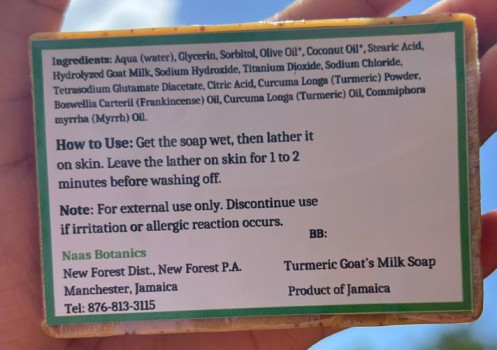 Ingredients: Aqua (water), Glycerin, Sorbitol, Olive Oil*, Coconut Oil*, Stearic Acid,
Hydrolyzed Goat Milk, Sodium Hydroxide, Titanium Dioxide, Sodium Chloride,
Tetrasodium Glutamate Diacetate, Citric Acid, Curcuma Longa (Turmeric) Powder,
Boswellia Carterii (Frankincense) Oil, Curcuma Longa (Turmeric) Oil, Commiphora
myrrha (Myrrh) Oil.
How to Use: Get the soap wet, then lather it
on skin. Leave the lather on skin for 1 to 2
minutes before washing off.
Note: For external use only. Discontinue use
if irritation or allergic reaction occurs.
BB:
Naas Botanics
New Forest Dist., New Forest P.A.
Manchester, Jamaica
Tel: 876-813-3115
Turmeric Goat's Milk Soap
Product of Jamaica